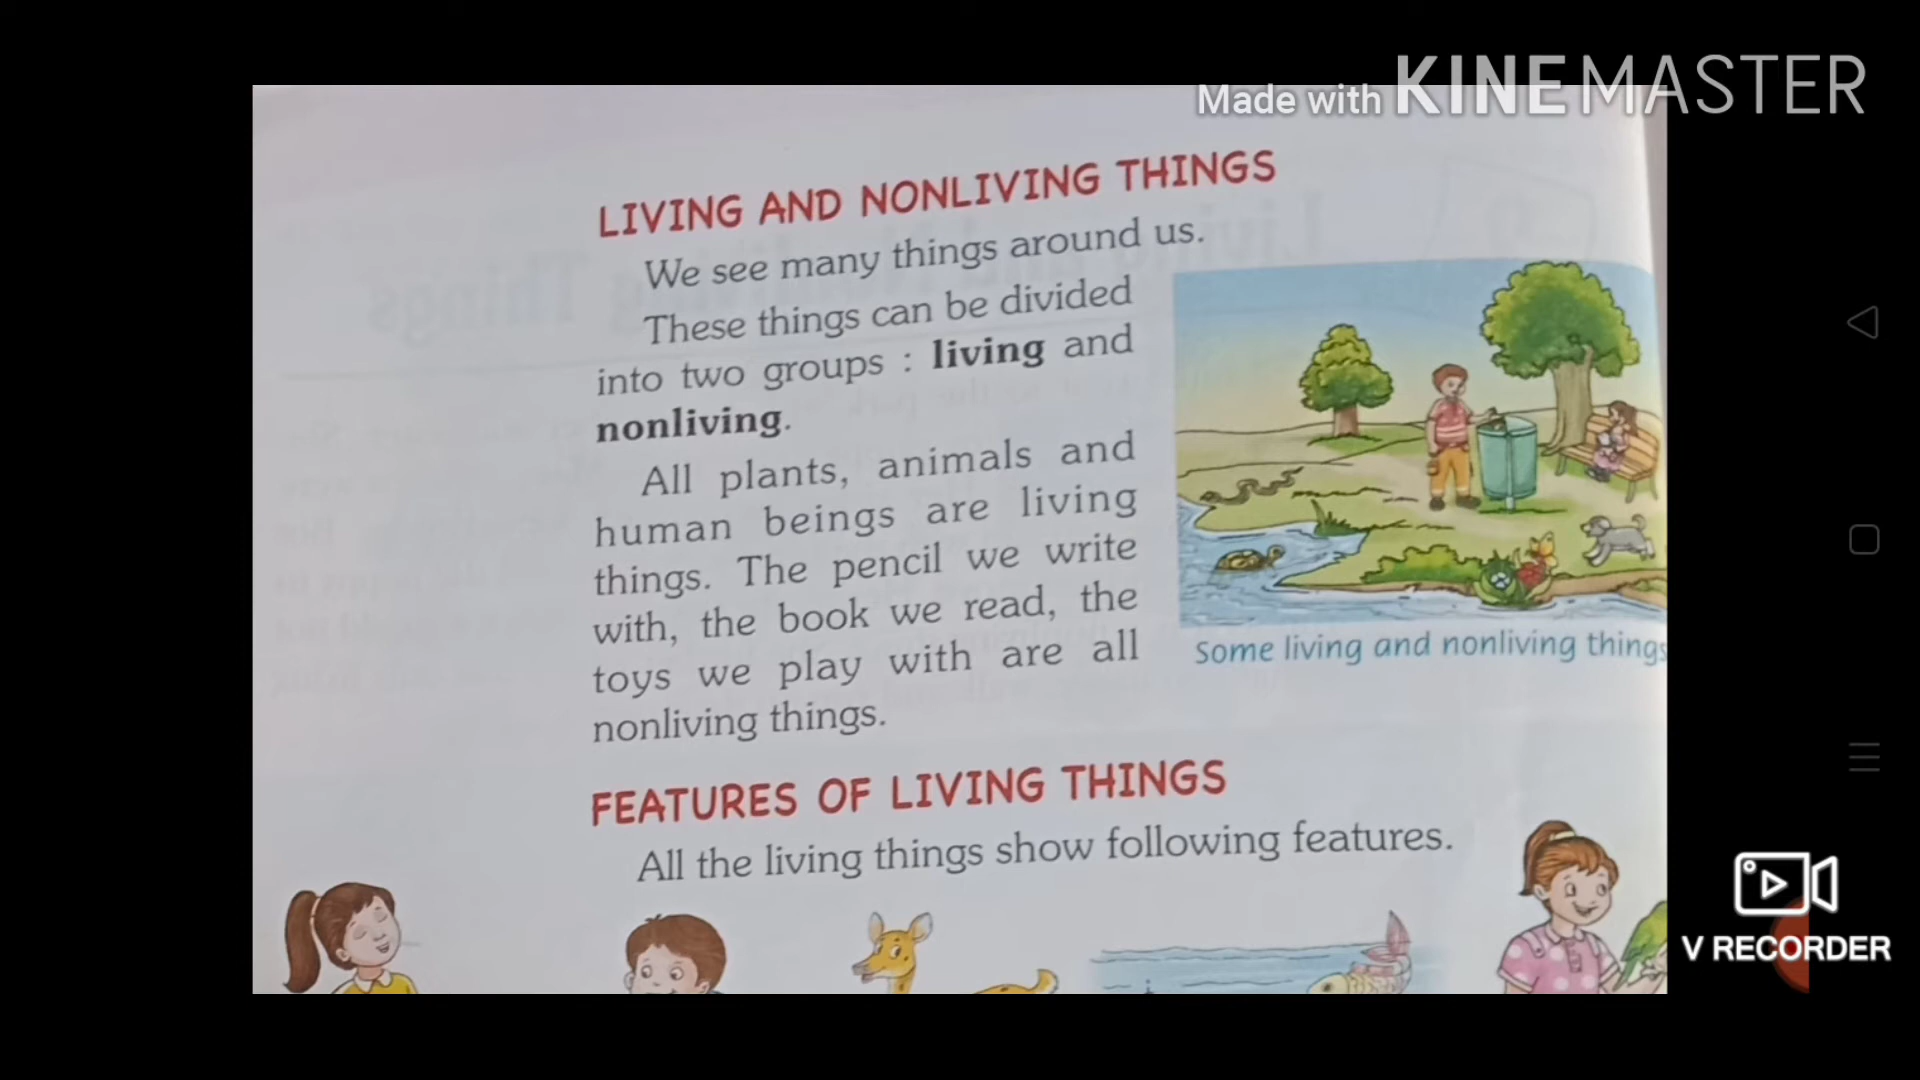 Made with KINEMASTER
LIVING AND NONLIVING THINGS
We see many things around us.
These things can be divided
into two groups : living and
nonliving.
All plants, animals and
human beings are living
things. The pencil we write
with, the book we read, the
toys we play with are all
nonliving things.
Some living and nonliving things
FEATURES OF LIVING THINGS
All the living things show following features.
V RECORDER